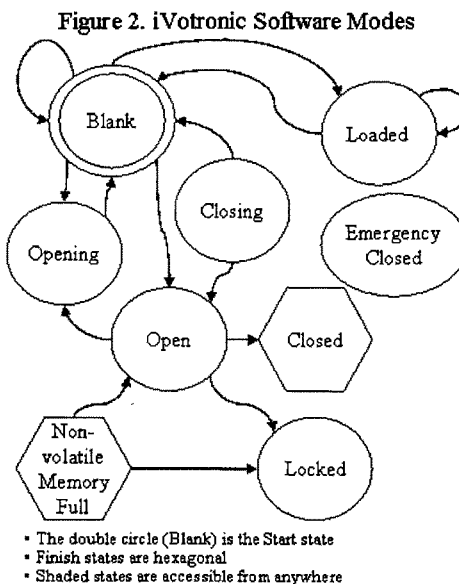 Figure 2. iVotronic Software Modes
Blank
Loaded
Closing
Opening
Emergency
Closed
Open
Closed
Non-
volatile
Memory
Full
Locked
▪ The double circle (Blank) is the Start state
▪ Finish states are hexagonal
▪ Shaded states are accessible from anywhere